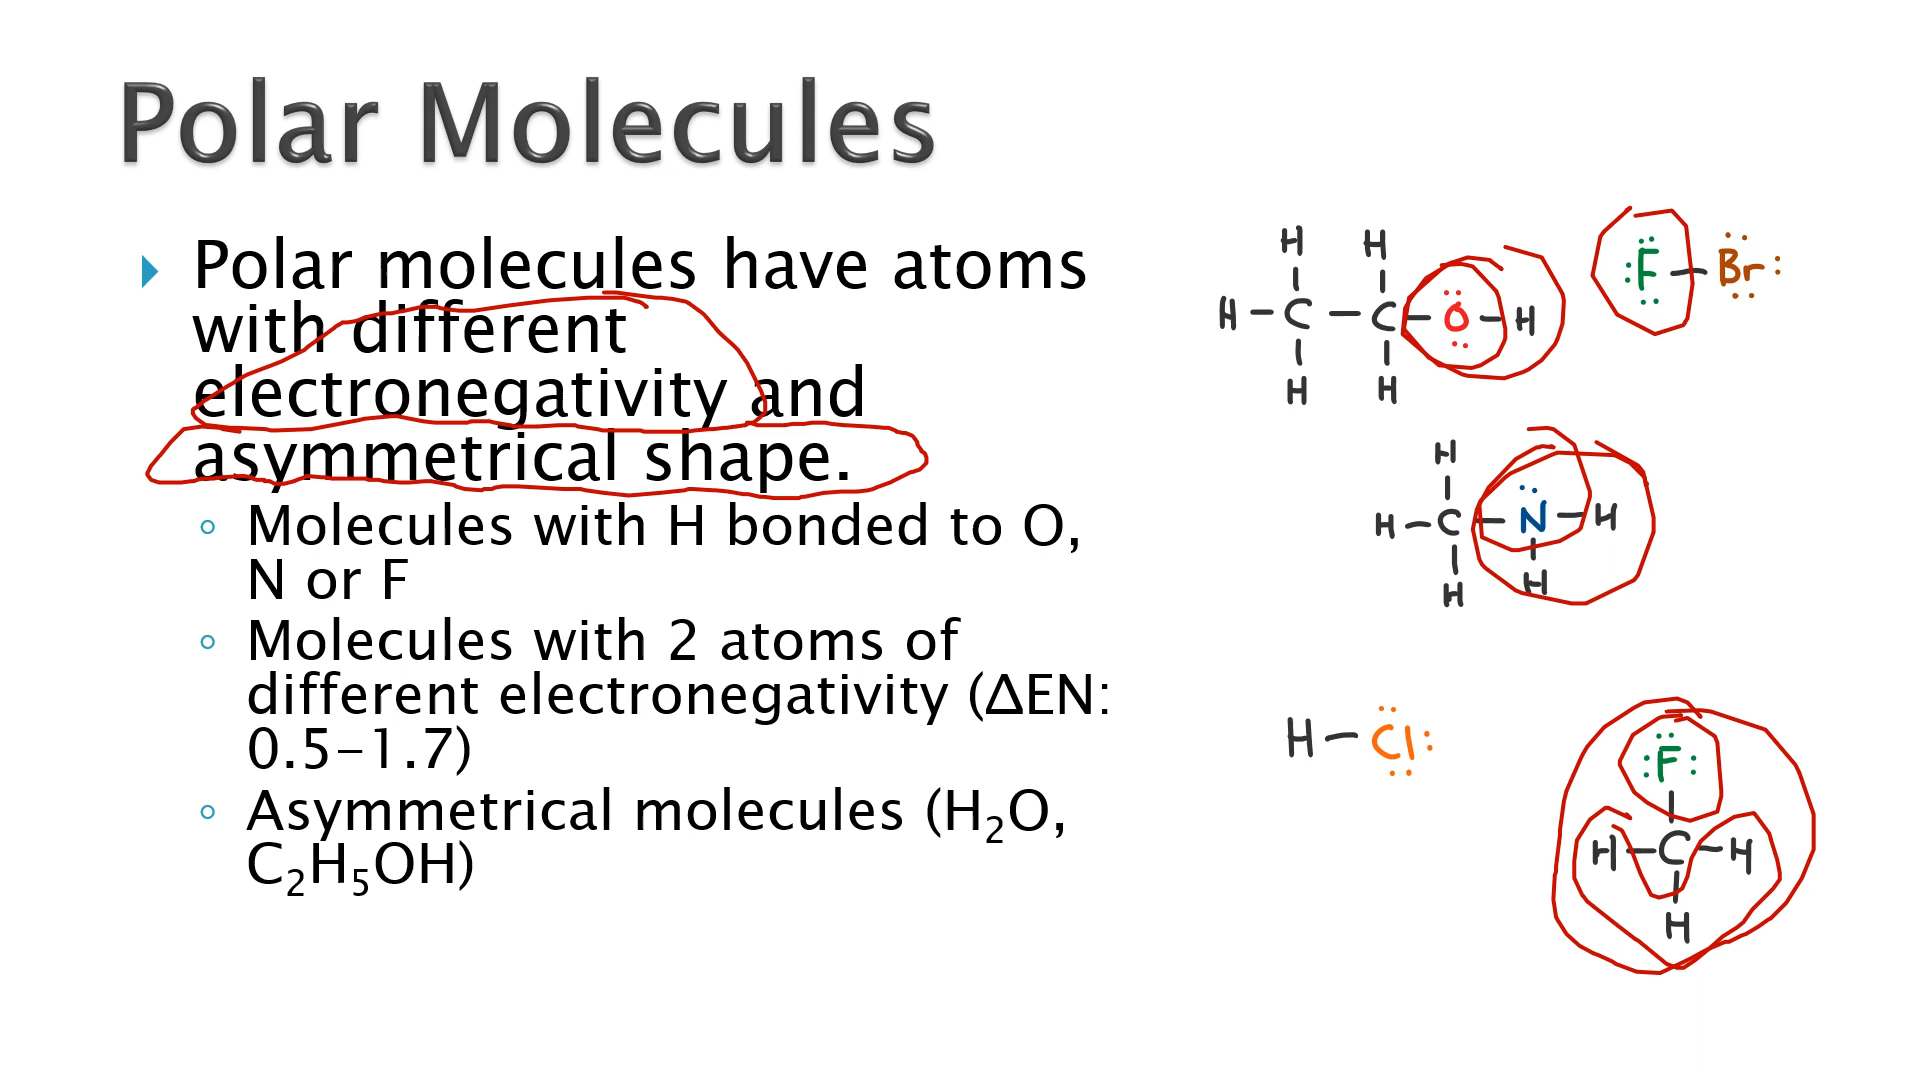 Polar Molecules
Polar molecules have atoms
with different
electronegativity and
asymmetrical shape.
Molecules with H bonded to O,
N or F
Molecules with 2 atoms of
different electronegativity (ΔEN:
0.5-1.7)
Asymmetrical molecules (H₂O,
C₂H₅OH)
H H
H - C - C - O - H
H H
F - Br
H
H - C - N - H
H H
H - Cl
F
H - C - H
H